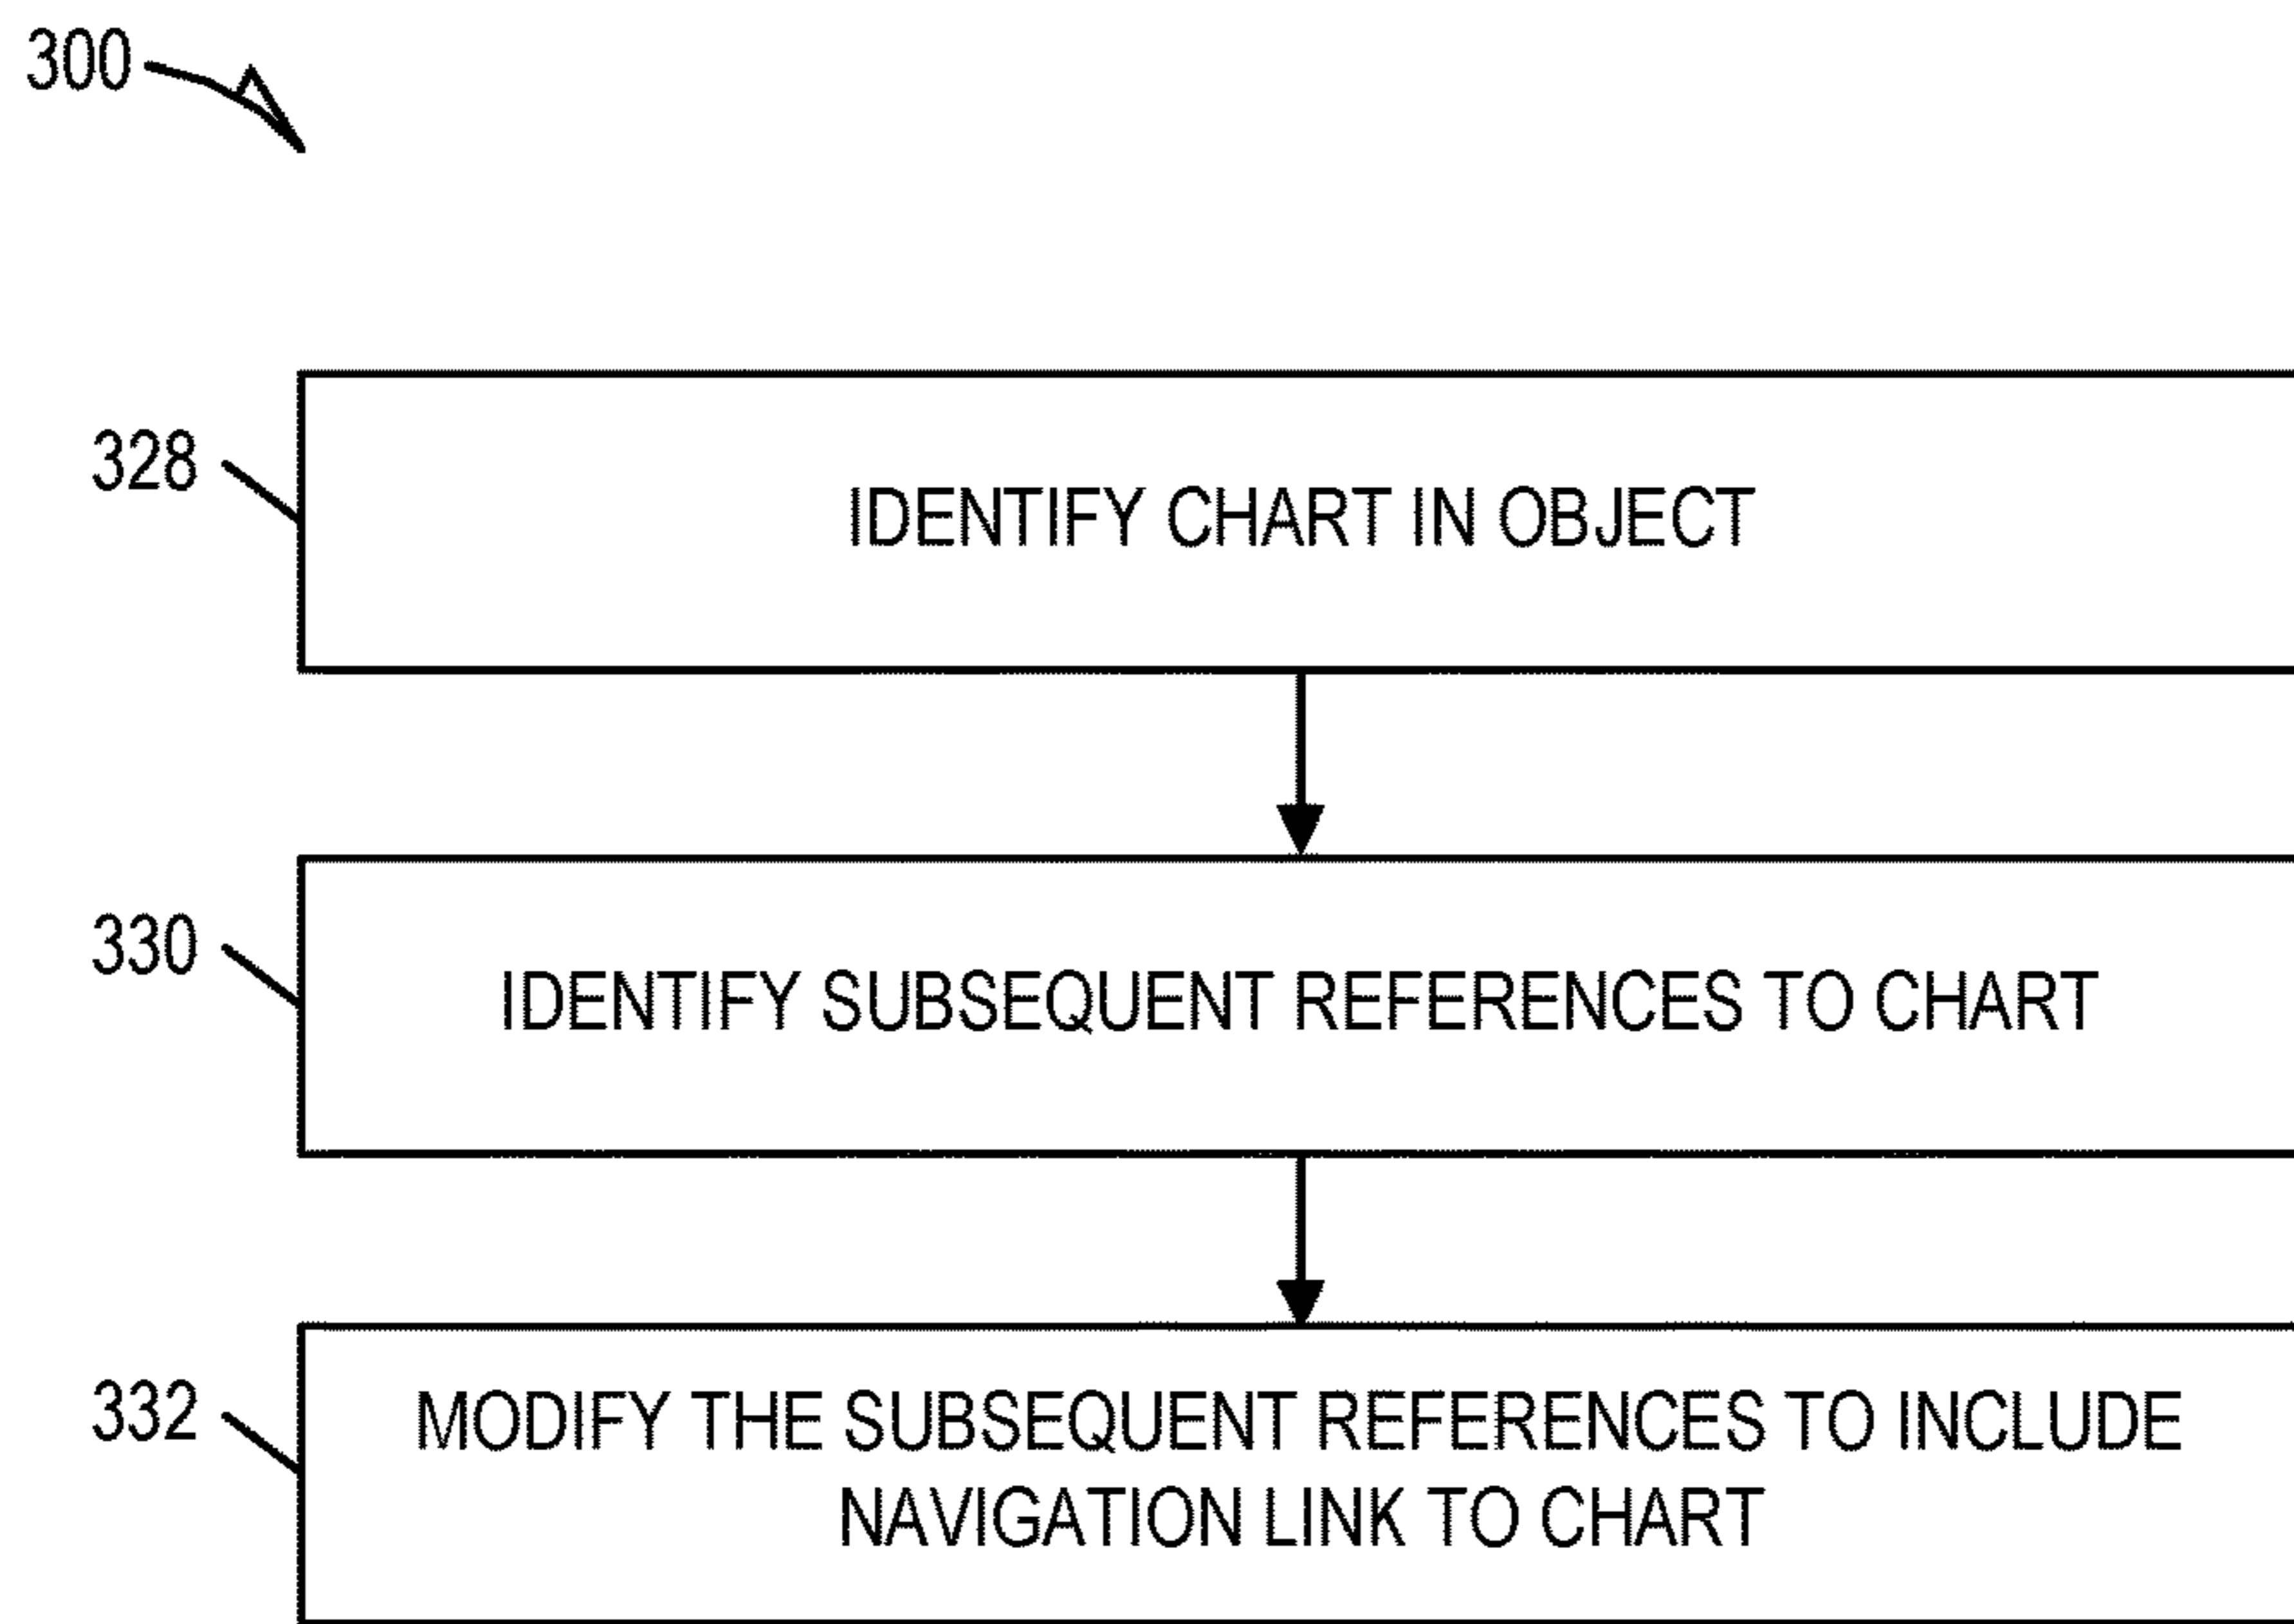 300
328
IDENTIFY CHART IN OBJECT
330
IDENTIFY SUBSEQUENT REFERENCES TO CHART
332
MODIFY THE SUBSEQUENT REFERENCES TO INCLUDE
NAVIGATION LINK TO CHART